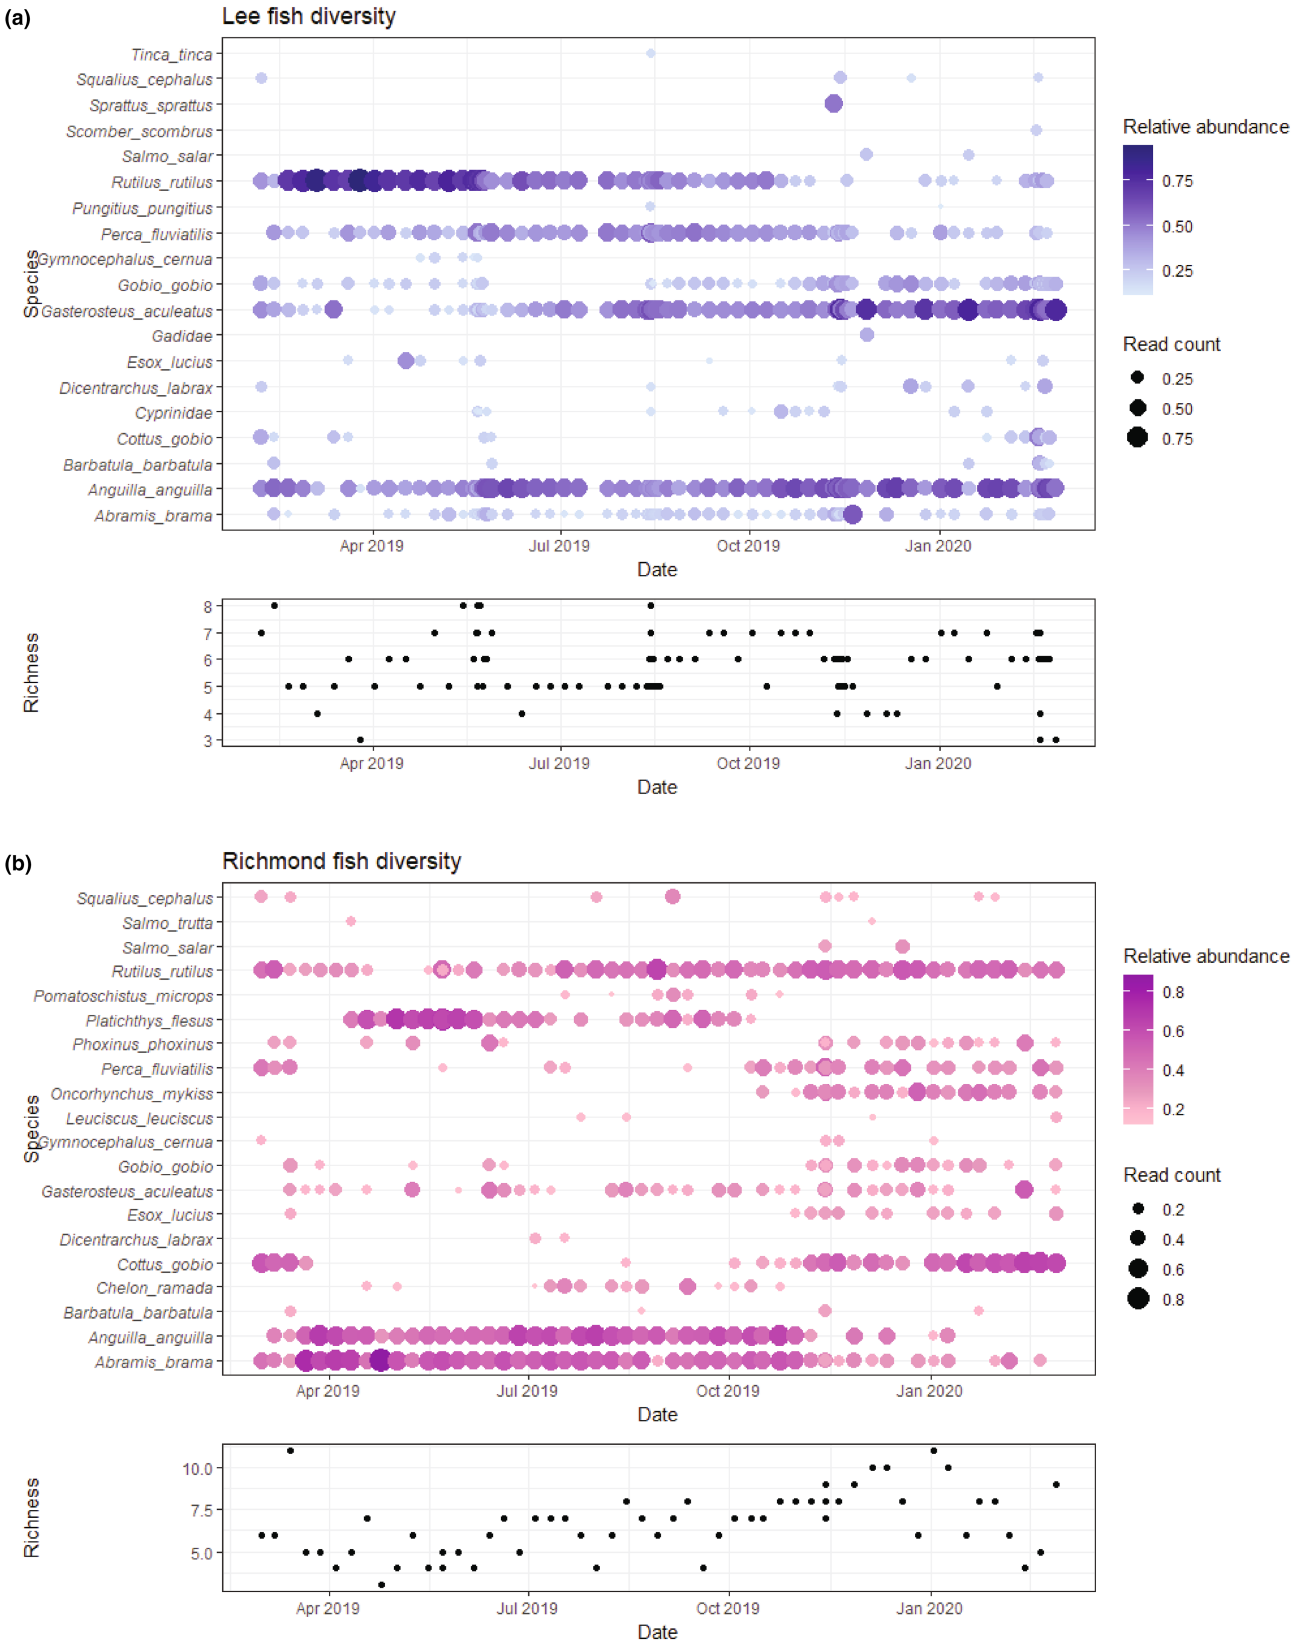 (a)
Lee fish diversity
Tinca_tinca
Squalius_cephalus
Sprattus_sprattus
Scomber_scombrus
Salmo_salar
Rutilus_rutilus
Pungitius_pungitius
Perca_fluviatilis
Gymnocephalus_cernua
Gobio_gobio
Gasterosteus_aculeatus
Gadidae
Esox_lucius
Dicentrarchus_labrax
Cyprinidae
Cottus_gobio
Barbatula_barbatula
Anguilla_anguilla
Abramis_brama
Species
Apr 2019 Jul 2019 Oct 2019 Jan 2020
Date
Relative abundance
0.75
0.50
0.25
Read count
0.25
0.50
0.75
8
7
6
5
4
3
Richness
Apr 2019 Jul 2019 Oct 2019 Jan 2020
Date
(b)
Richmond fish diversity
Squalius_cephalus
Salmo_trutta
Salmo_salar
Rutilus_rutilus
Pomatoschistus_microps
Platichthys_flesus
Phoxinus_phoxinus
Perca_fluviatilis
Oncorhynchus_mykiss
Leuciscus_leuciscus
Gymnocephalus_cernua
Gobio_gobio
Gasterosteus_aculeatus
Esox_lucius
Dicentrarchus_labrax
Cottus_gobio
Chelon_ramada
Barbatula_barbatula
Anguilla_anguilla
Abramis_brama
Species
Apr 2019 Jul 2019 Oct 2019 Jan 2020
Date
Relative abundance
0.8
0.6
0.4
0.2
Read count
0.2
0.4
0.6
0.8
10.0
7.5
5.0
Richness
Apr 2019 Jul 2019 Oct 2019 Jan 2020
Date